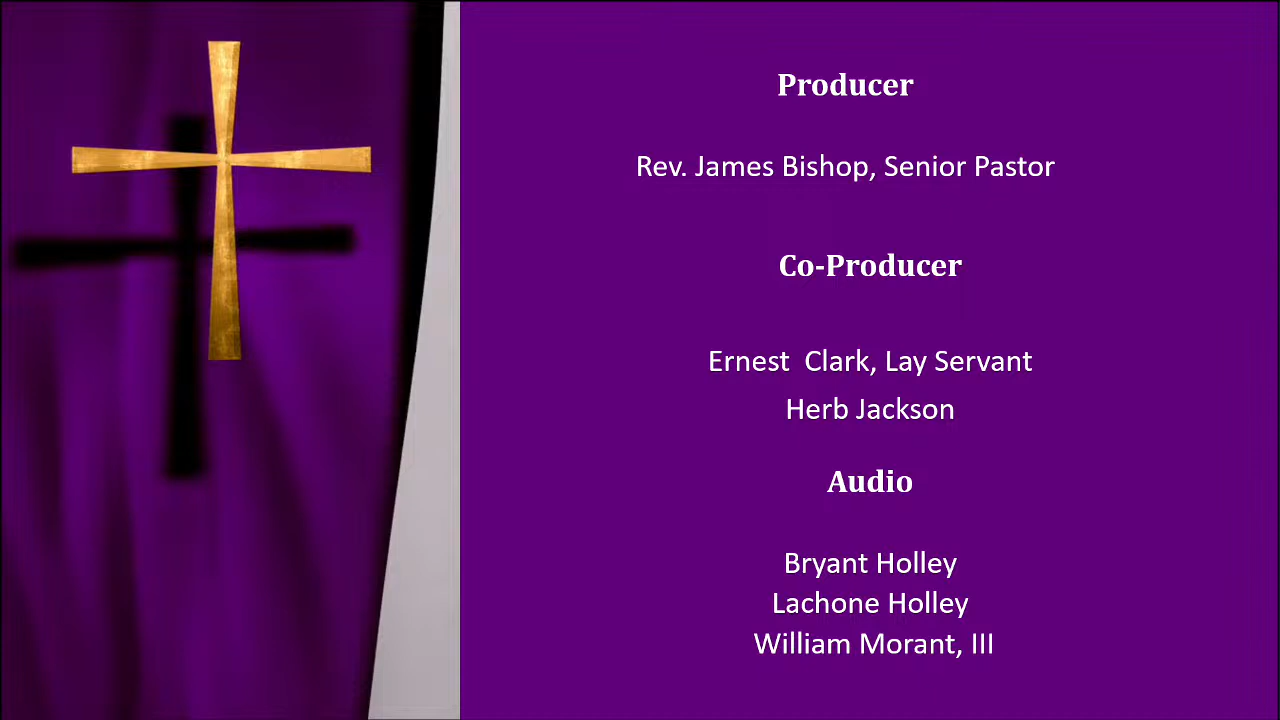 Producer
Rev. James Bishop, Senior Pastor
Co-Producer
Ernest  Clark, Lay Servant
Herb Jackson
Audio
Bryant Holley
Lachone Holley
William Morant, III